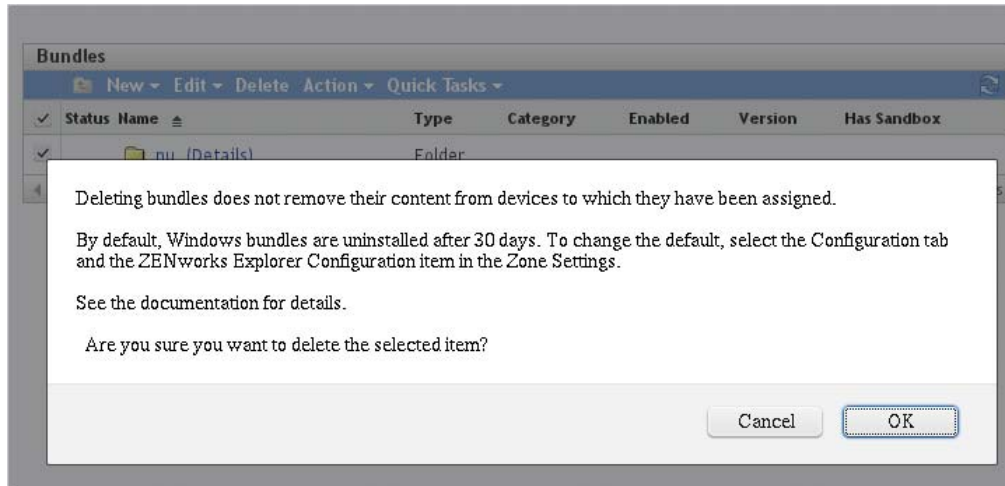 Bundles
New Edit Delete Action Quick Tasks
Status Name Type Category Enabled Version Has Sandbox
nu (Details) Folder
Deleting bundles does not remove their content from devices to which they have been assigned.
By default, Windows bundles are uninstalled after 30 days. To change the default, select the Configuration tab
and the ZENworks Explorer Configuration item in the Zone Settings.
See the documentation for details.
Are you sure you want to delete the selected item?
Cancel OK